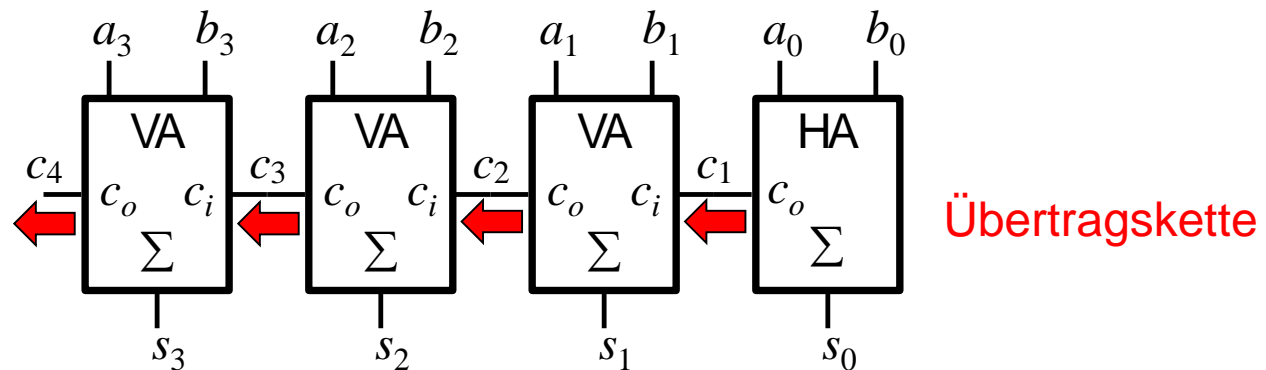 a₃ b₃ a₂ b₂ a₁ b₁ a₀ b₀
VA VA VA HA
c₄ c₃ c₂ c₁
cₒ cᵢ cₒ cᵢ cₒ cᵢ cₒ
Übertragskette
Σ Σ Σ Σ
s₃ s₂ s₁ s₀